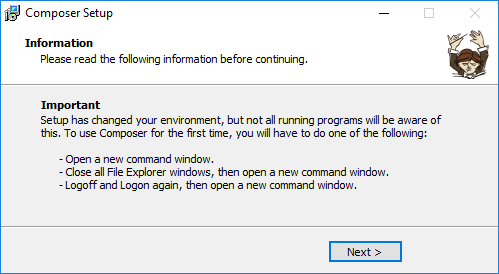 Composer Setup
Information
Please read the following information before continuing.
Important
Setup has changed your environment, but not all running programs will be aware of
this. To use Composer for the first time, you will have to do one of the following:
- Open a new command window.
- Close all File Explorer windows, then open a new command window.
- Logoff and Logon again, then open a new command window.
Next >